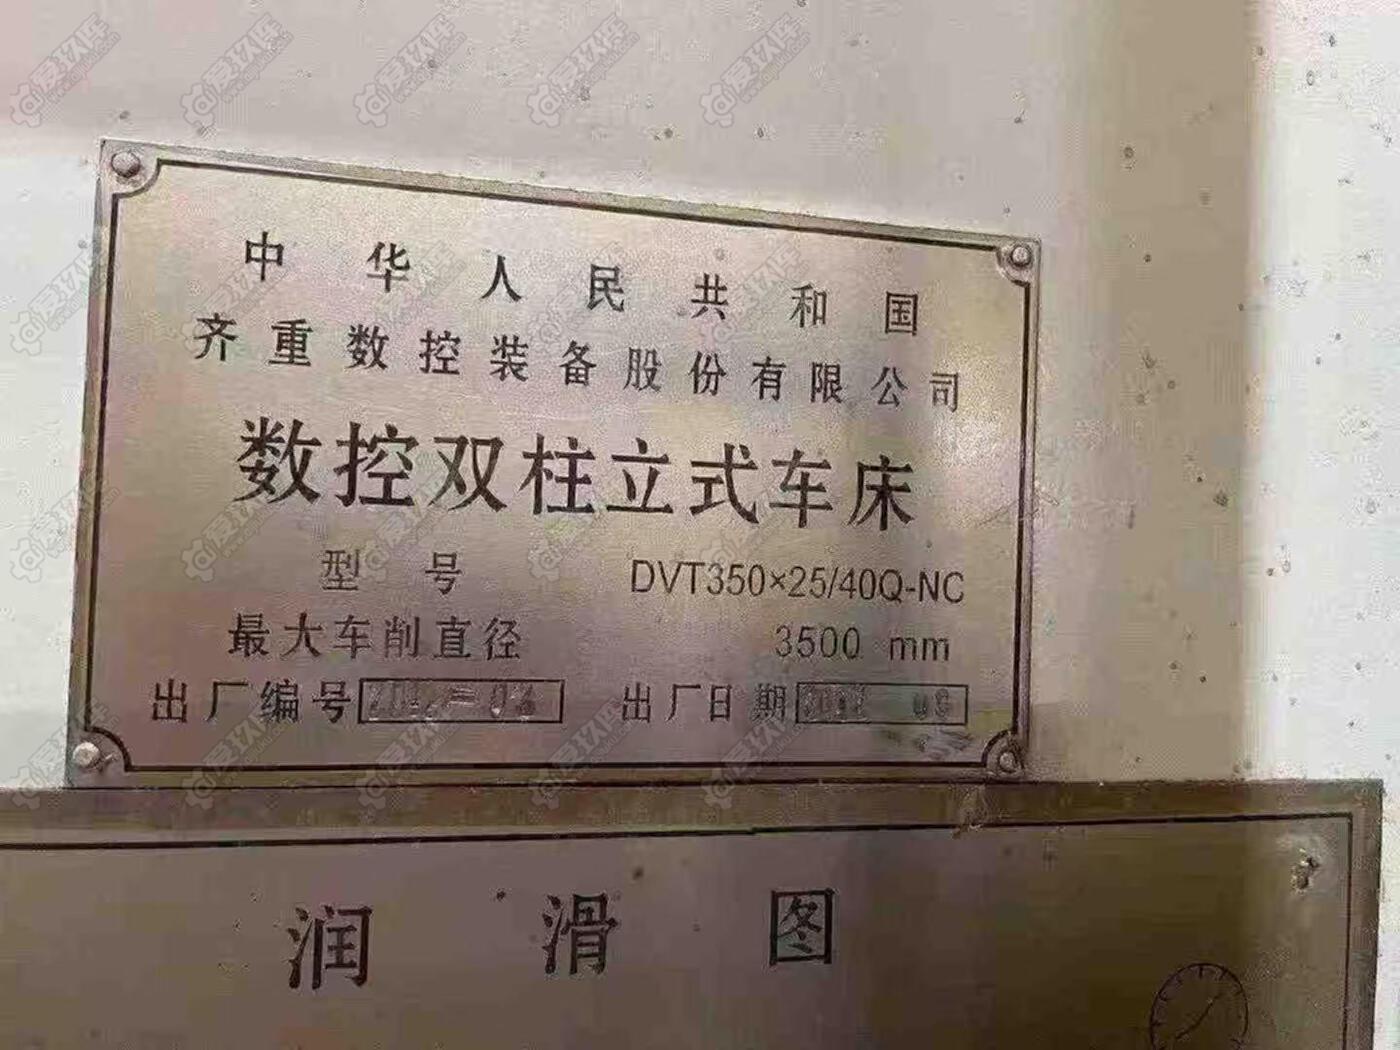 中华人民共和国
齐重数控装备股份有限公司
数控双柱立式车床
型号 DVT350×25/40Q-NC
最大车削直径 3500 mm
出厂编号 出厂日期
润滑图